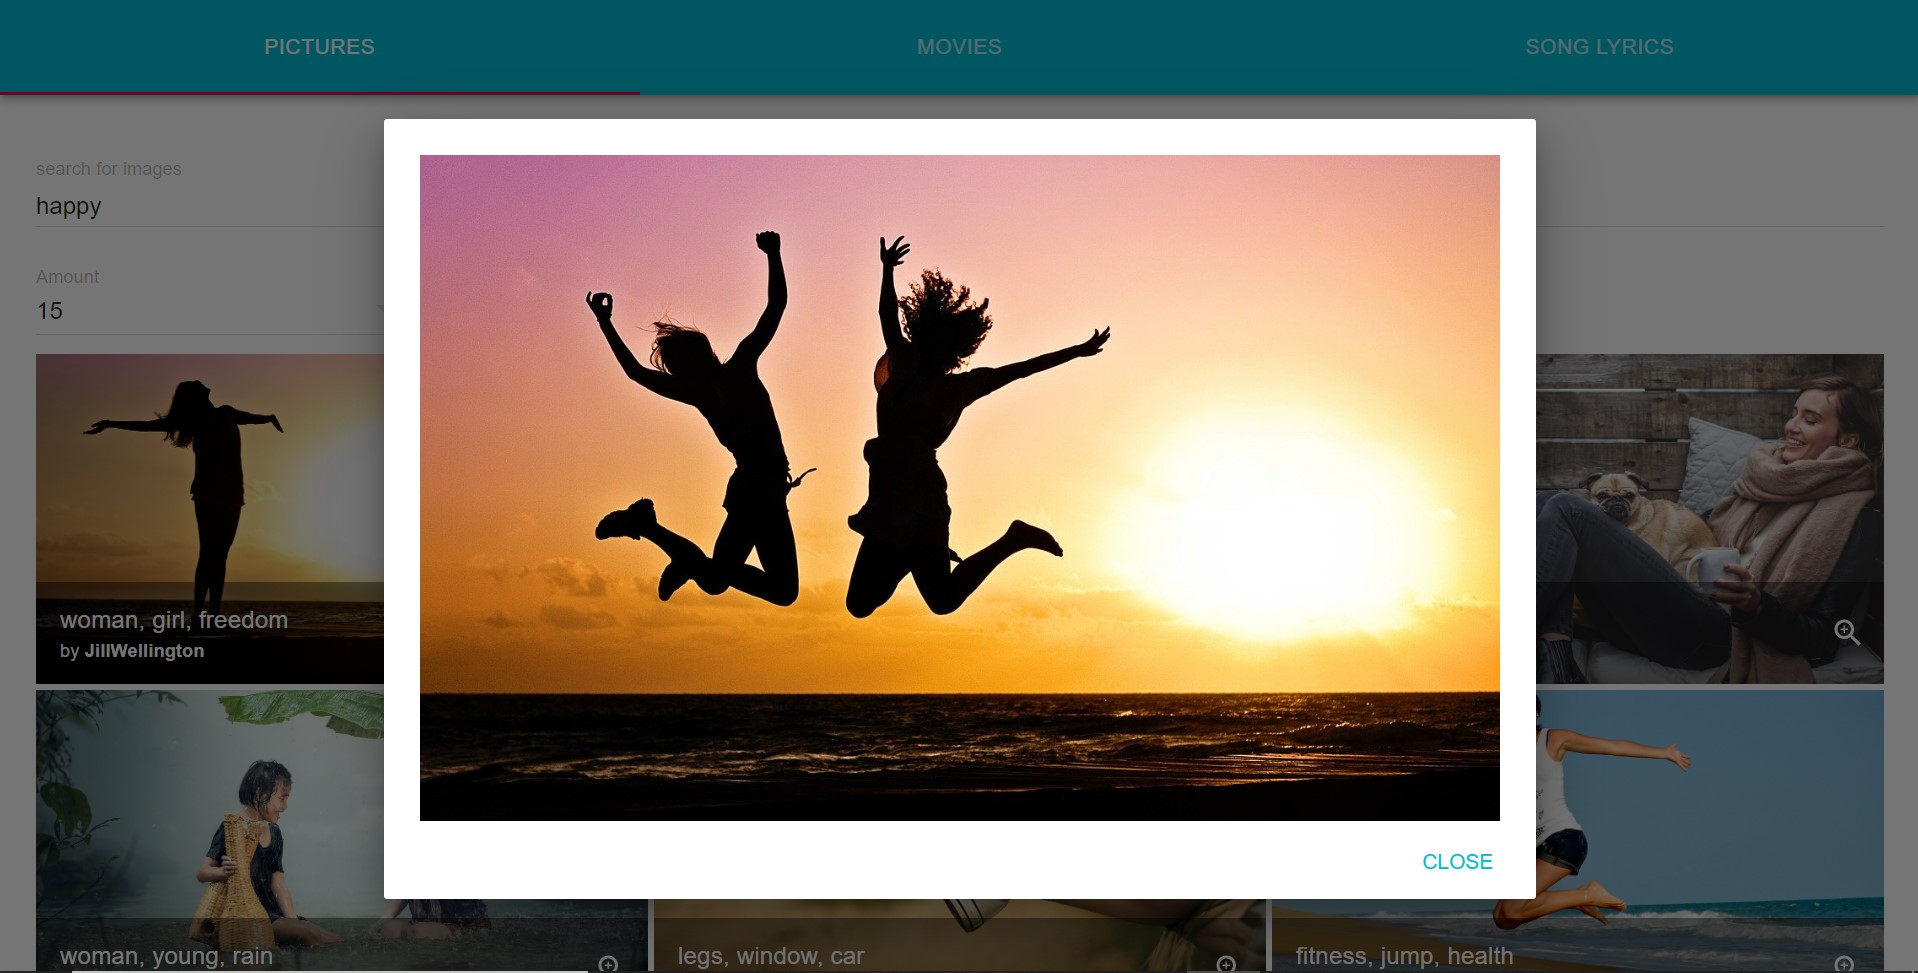 PICTURES
MOVIES
SONG LYRICS
search for images
happy
Amount
15
woman, girl, freedom
by JillWellington
CLOSE
woman, young, rain
legs, window, car
fitness, jump, health